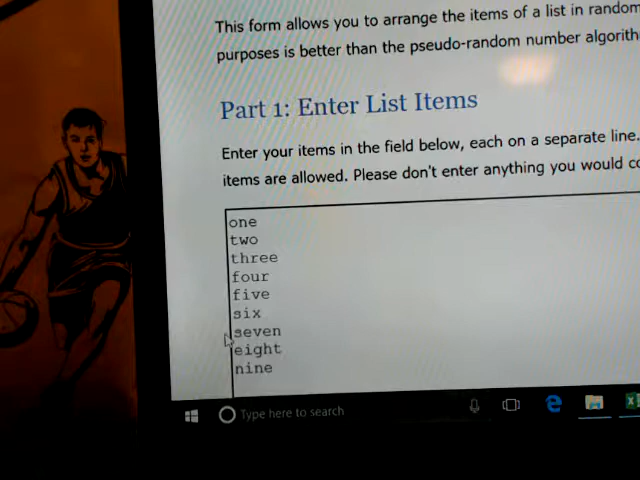 This form allows you to arrange the items of a list in random
purposes is better than the pseudo-random number
Part 1: Enter List Items
Enter your items in the field below, each on a separate line.
items are allowed. Please don't enter anything you would
one
two
three
four
five
six
seven
eight
nine
Type here to search